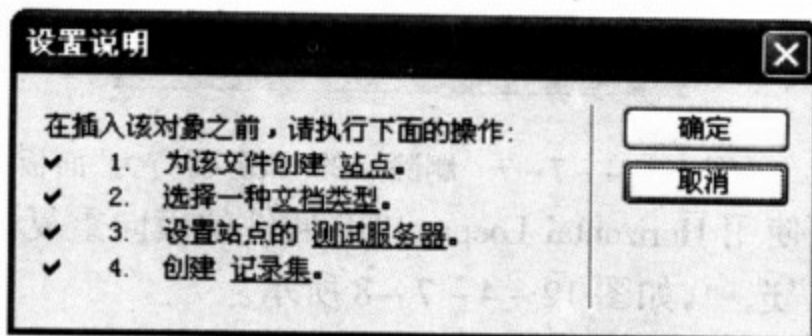 设置说明
在插入该对象之前，请执行下面的操作：
✔ 1. 为该文件创建 站点。
✔ 2. 选择一种文档类型。
✔ 3. 设置站点的 测试服务器。
✔ 4. 创建 记录集。
确定
取消